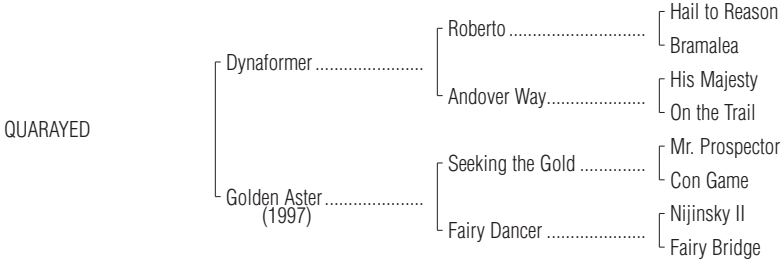 Hail to Reason
Roberto ..............................
Bramalea
Dynaformer .......................
His Majesty
Andover Way.....................
On the Trail
QUARAYED
Mr. Prospector
Seeking the Gold ..............
Con Game
Golden Aster.....................
(1997)
Nijinsky II
Fairy Dancer .....................
Fairy Bridge